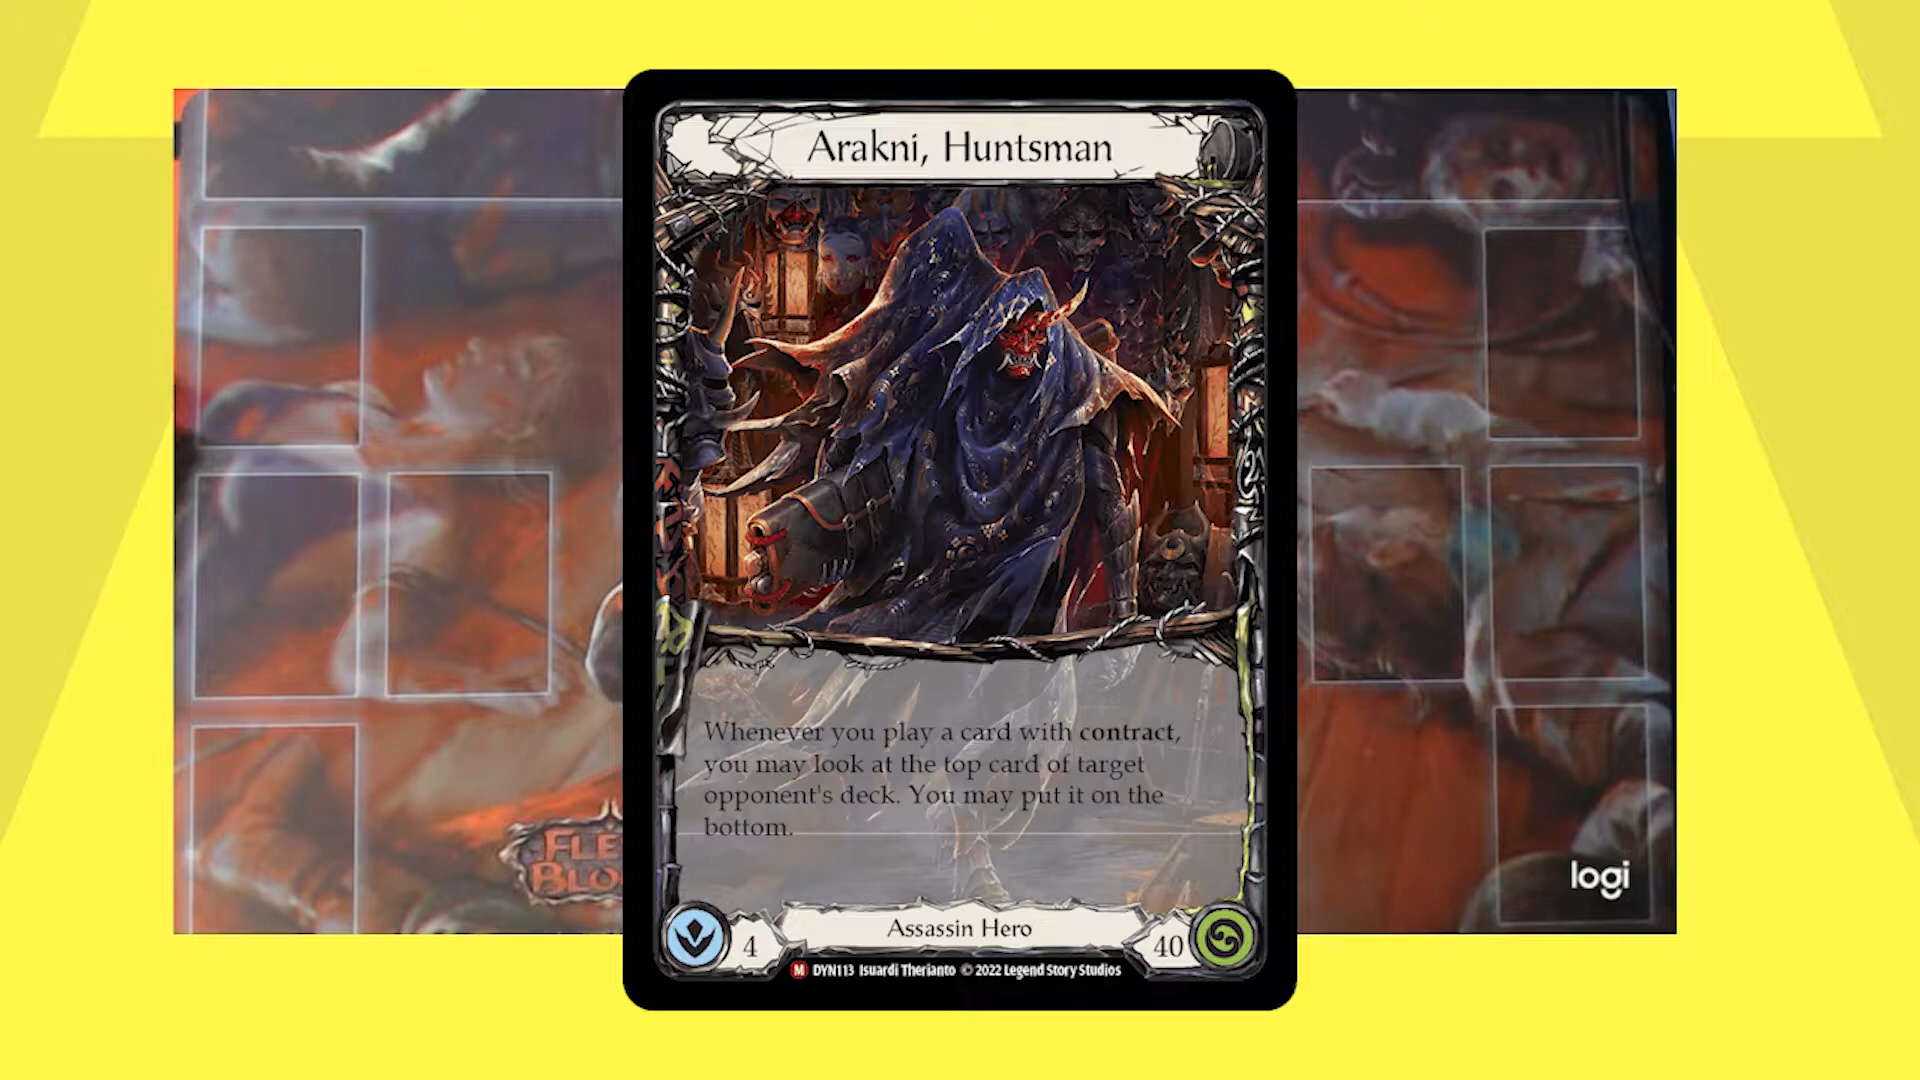 Arakni, Huntsman
Whenever you play a card with contract,
you may look at the top card of target
opponent's deck. You may put it on the
bottom.
4
Assassin Hero
40
M DYN113 Isuardi Therianto © 2022 Legend Story Studios
FLE
BLO
logi